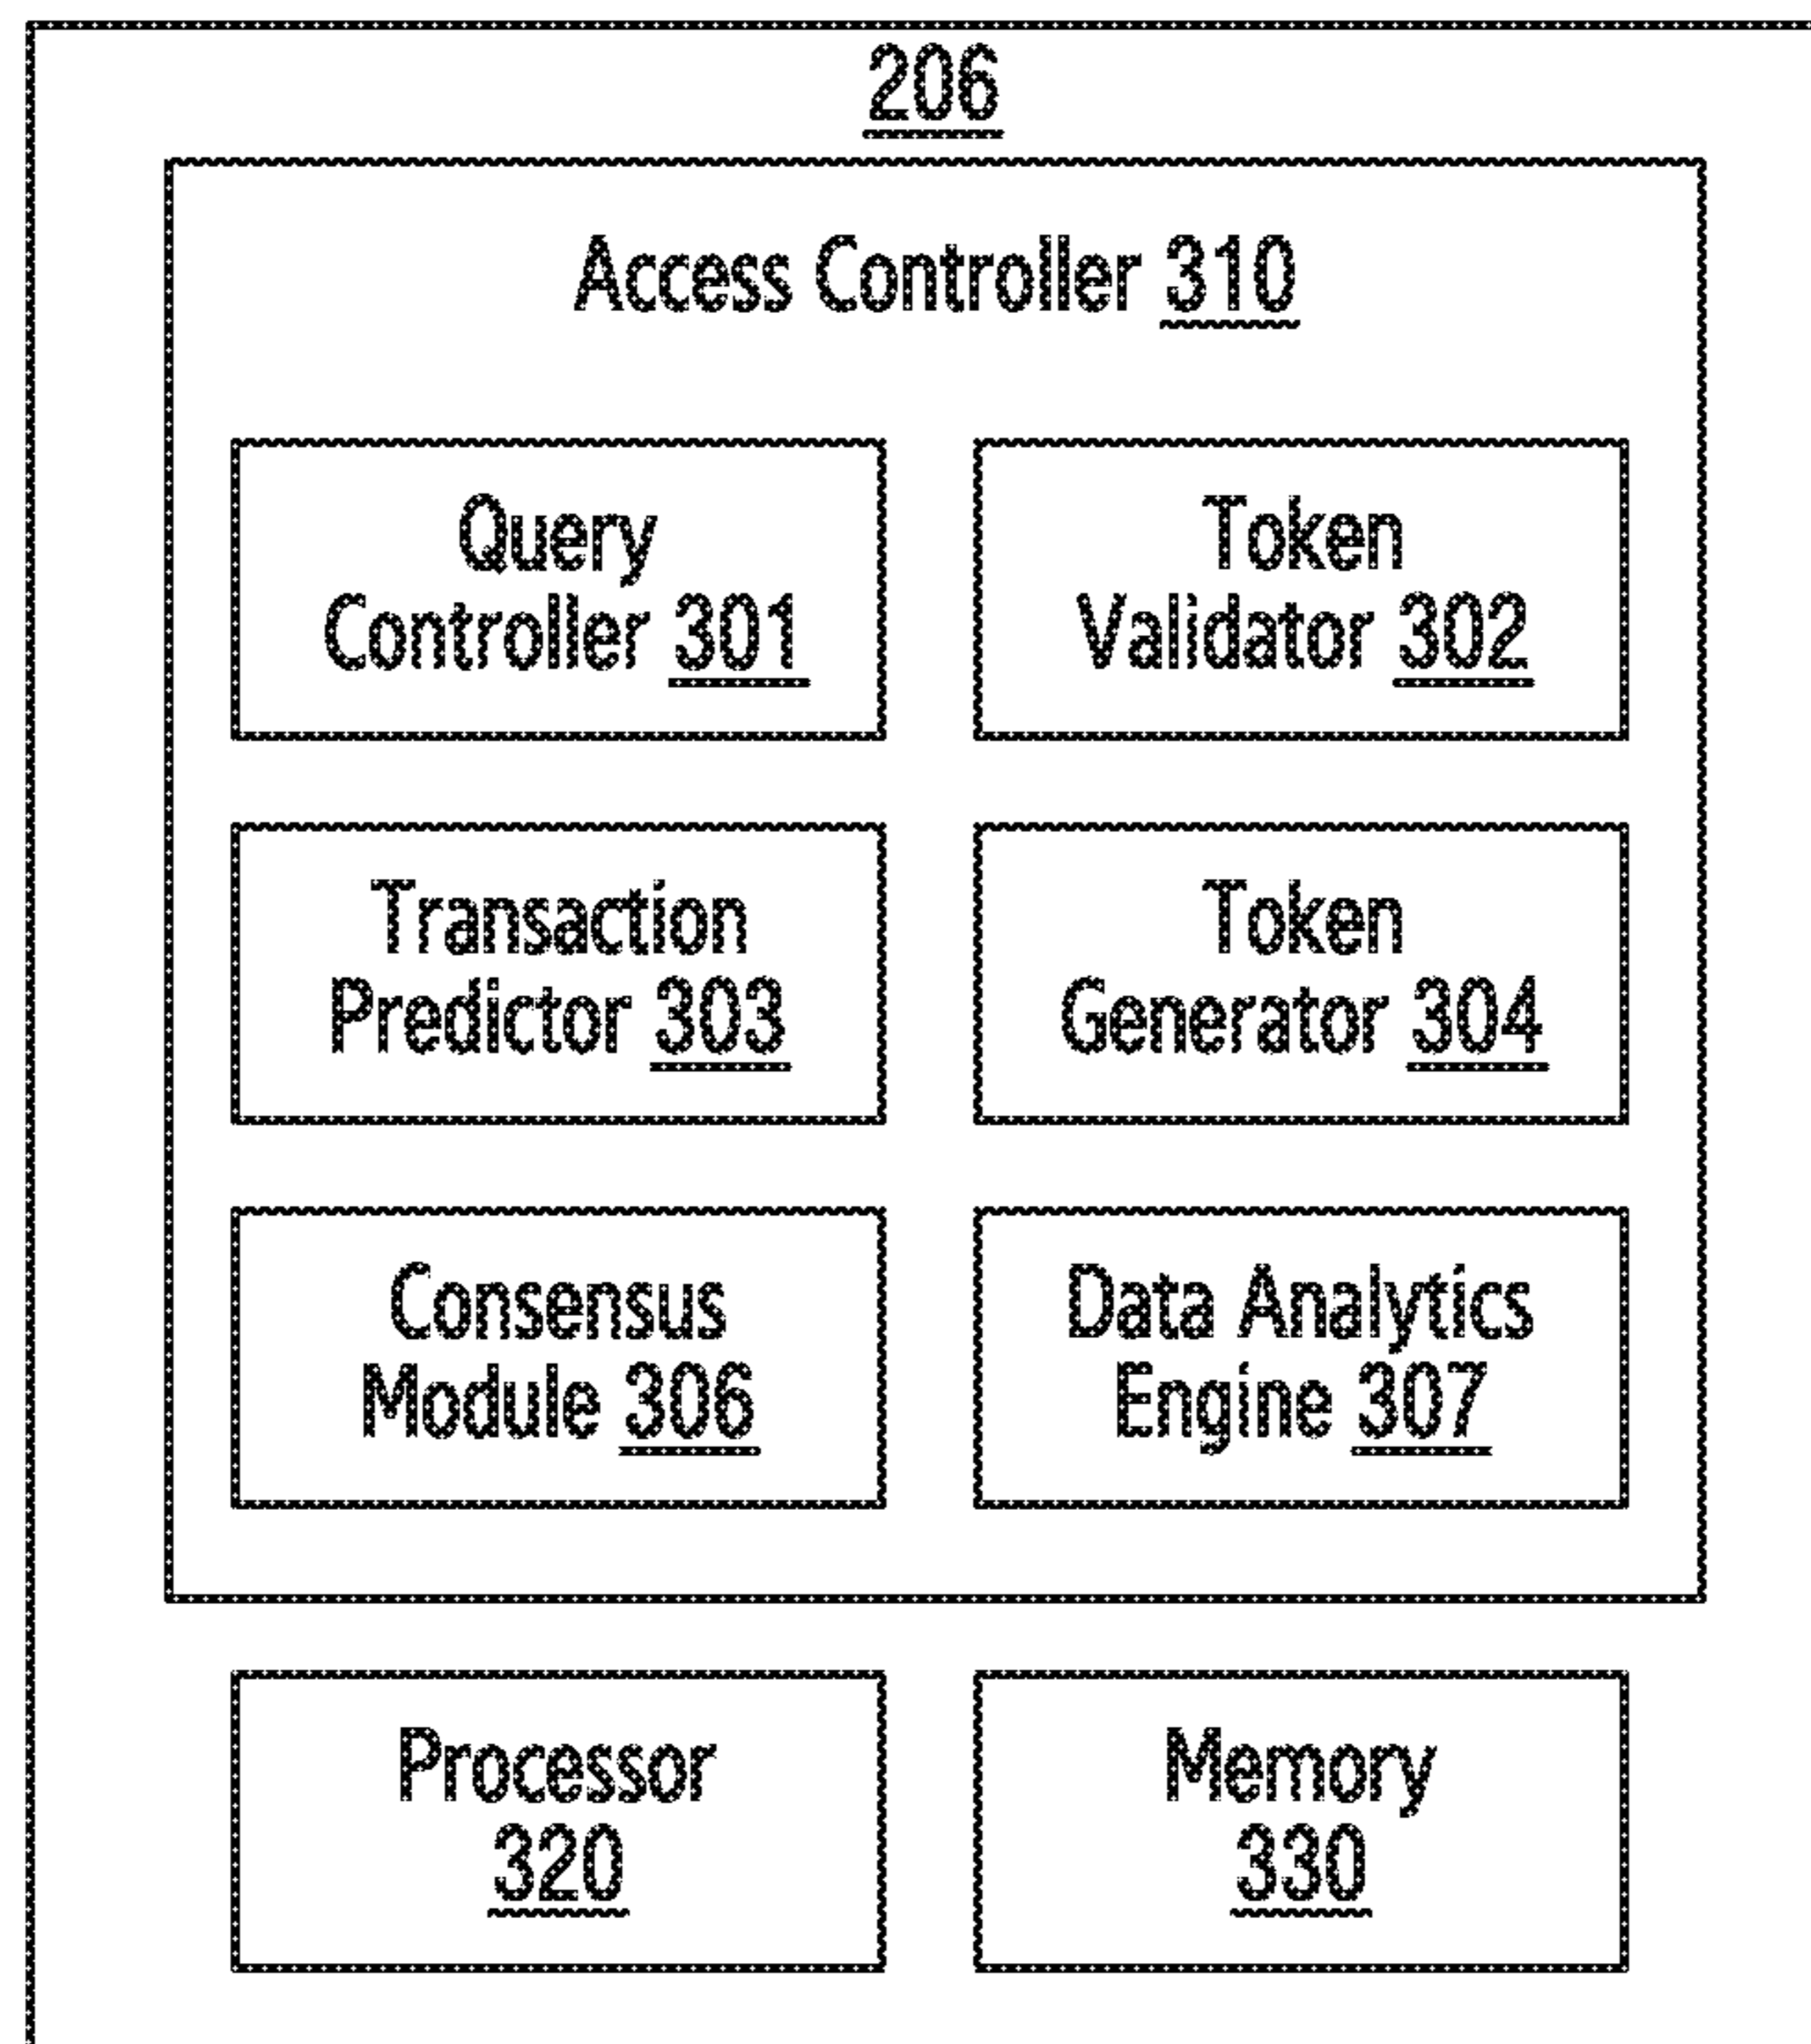 206
Access Controller 310
Query
Controller 301
Token
Validator 302
Transaction
Predictor 303
Token
Generator 304
Consensus
Module 306
Data Analytics
Engine 307
Processor
320
Memory
330